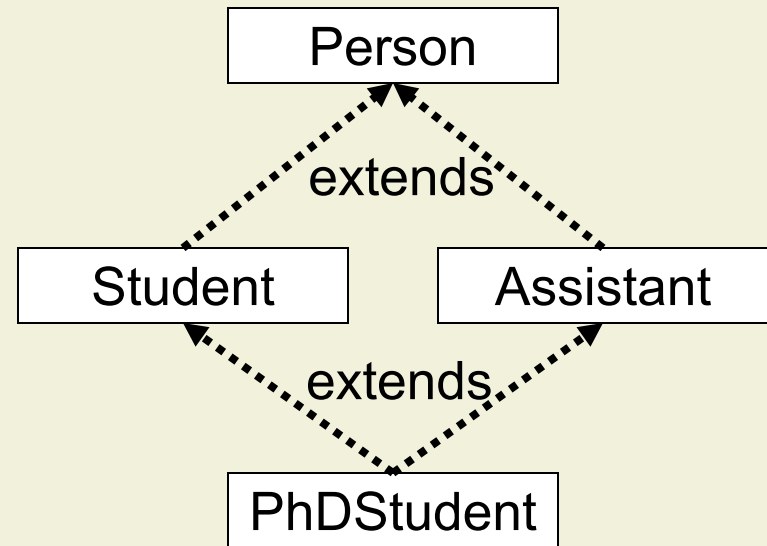 Person
extends
Student
Assistant
extends
PhDStudent